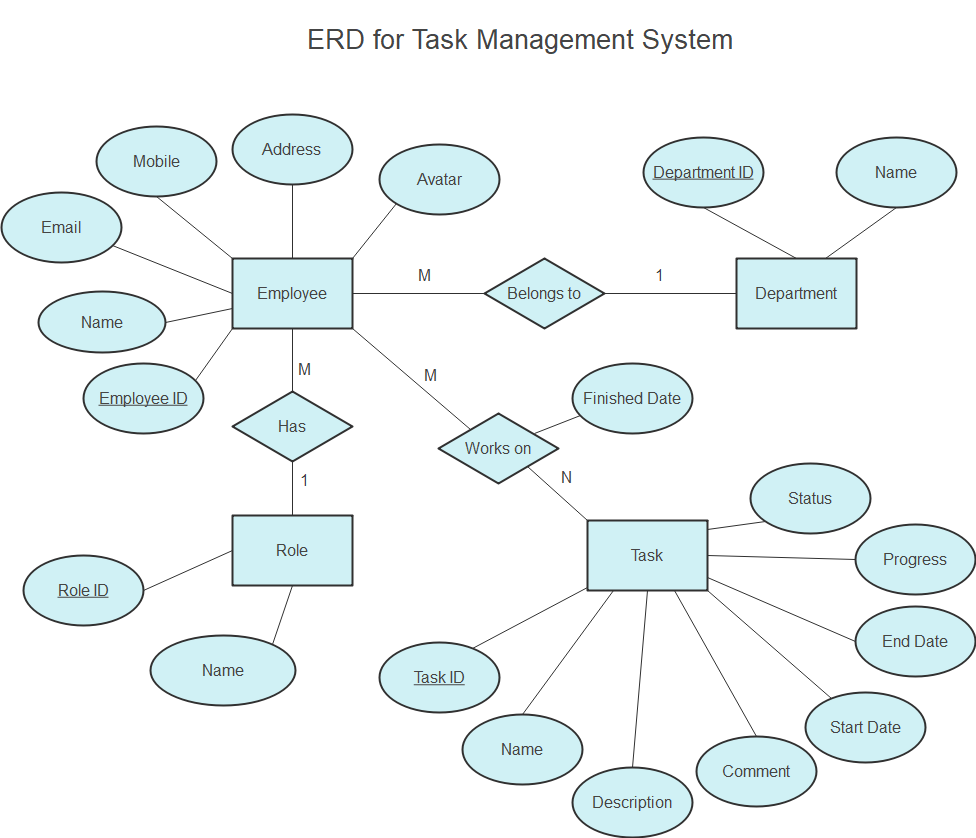 ERD for Task Management System
Address
Mobile
Avatar
Department ID
Name
Email
Employee
M
Belongs to
1
Department
Name
M
M
Employee ID
Finished Date
Has
Works on
1
N
Status
Role
Task
Progress
Role ID
End Date
Name
Task ID
Start Date
Name
Comment
Description